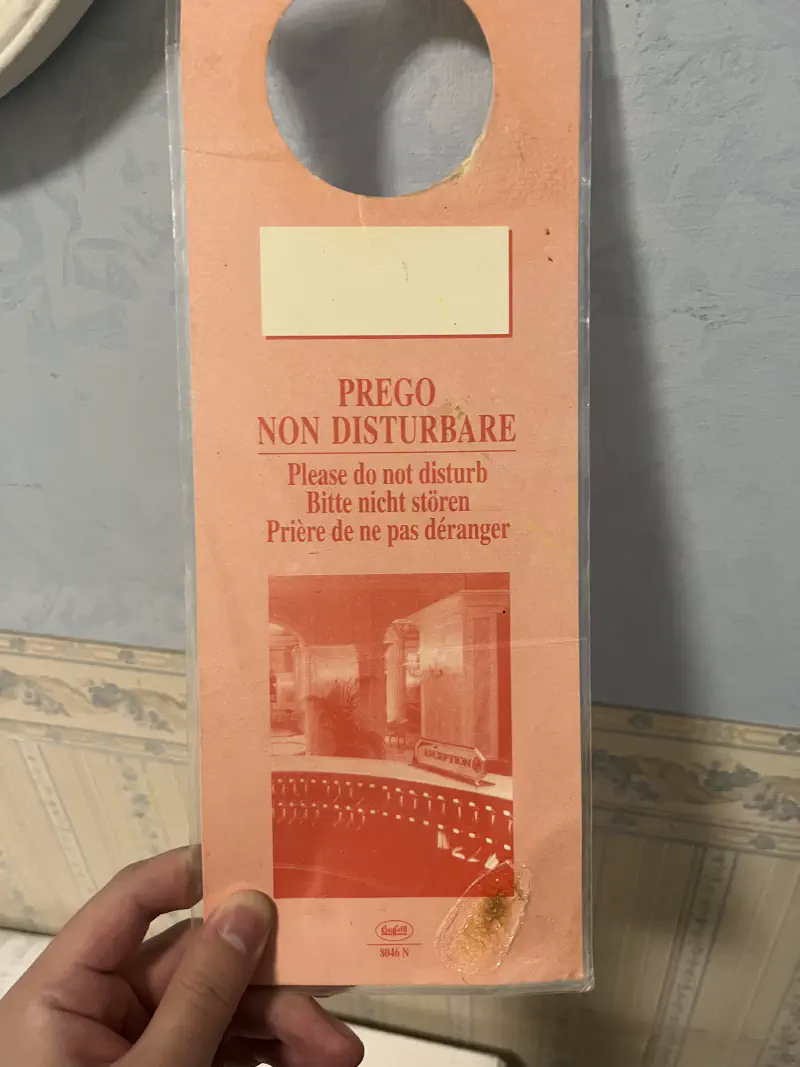 PREGO
NON DISTURBARE
Please do not disturb
Bitte nicht stören
Prière de ne pas déranger
RECEPTION
Buffetti
8046 N